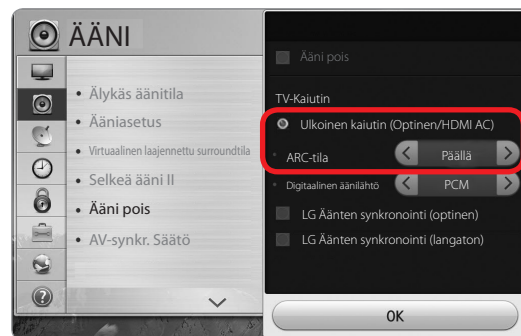 ÄÄNI
Älykäs äänitila
Ääniasetus
Virtuaalinen laajennettu surroundtila
Selkeä ääni II
Ääni pois
AV-synkr. Säätö
Ääni pois
TV-Kaiutin
Ulkoinen kaiutin (Optinen/HDMI AC)
ARC-tila Päällä
Digitaalinen äänilähtö PCM
LG Äänten synkronointi (optinen)
LG Äänten synkronointi (langaton)
OK